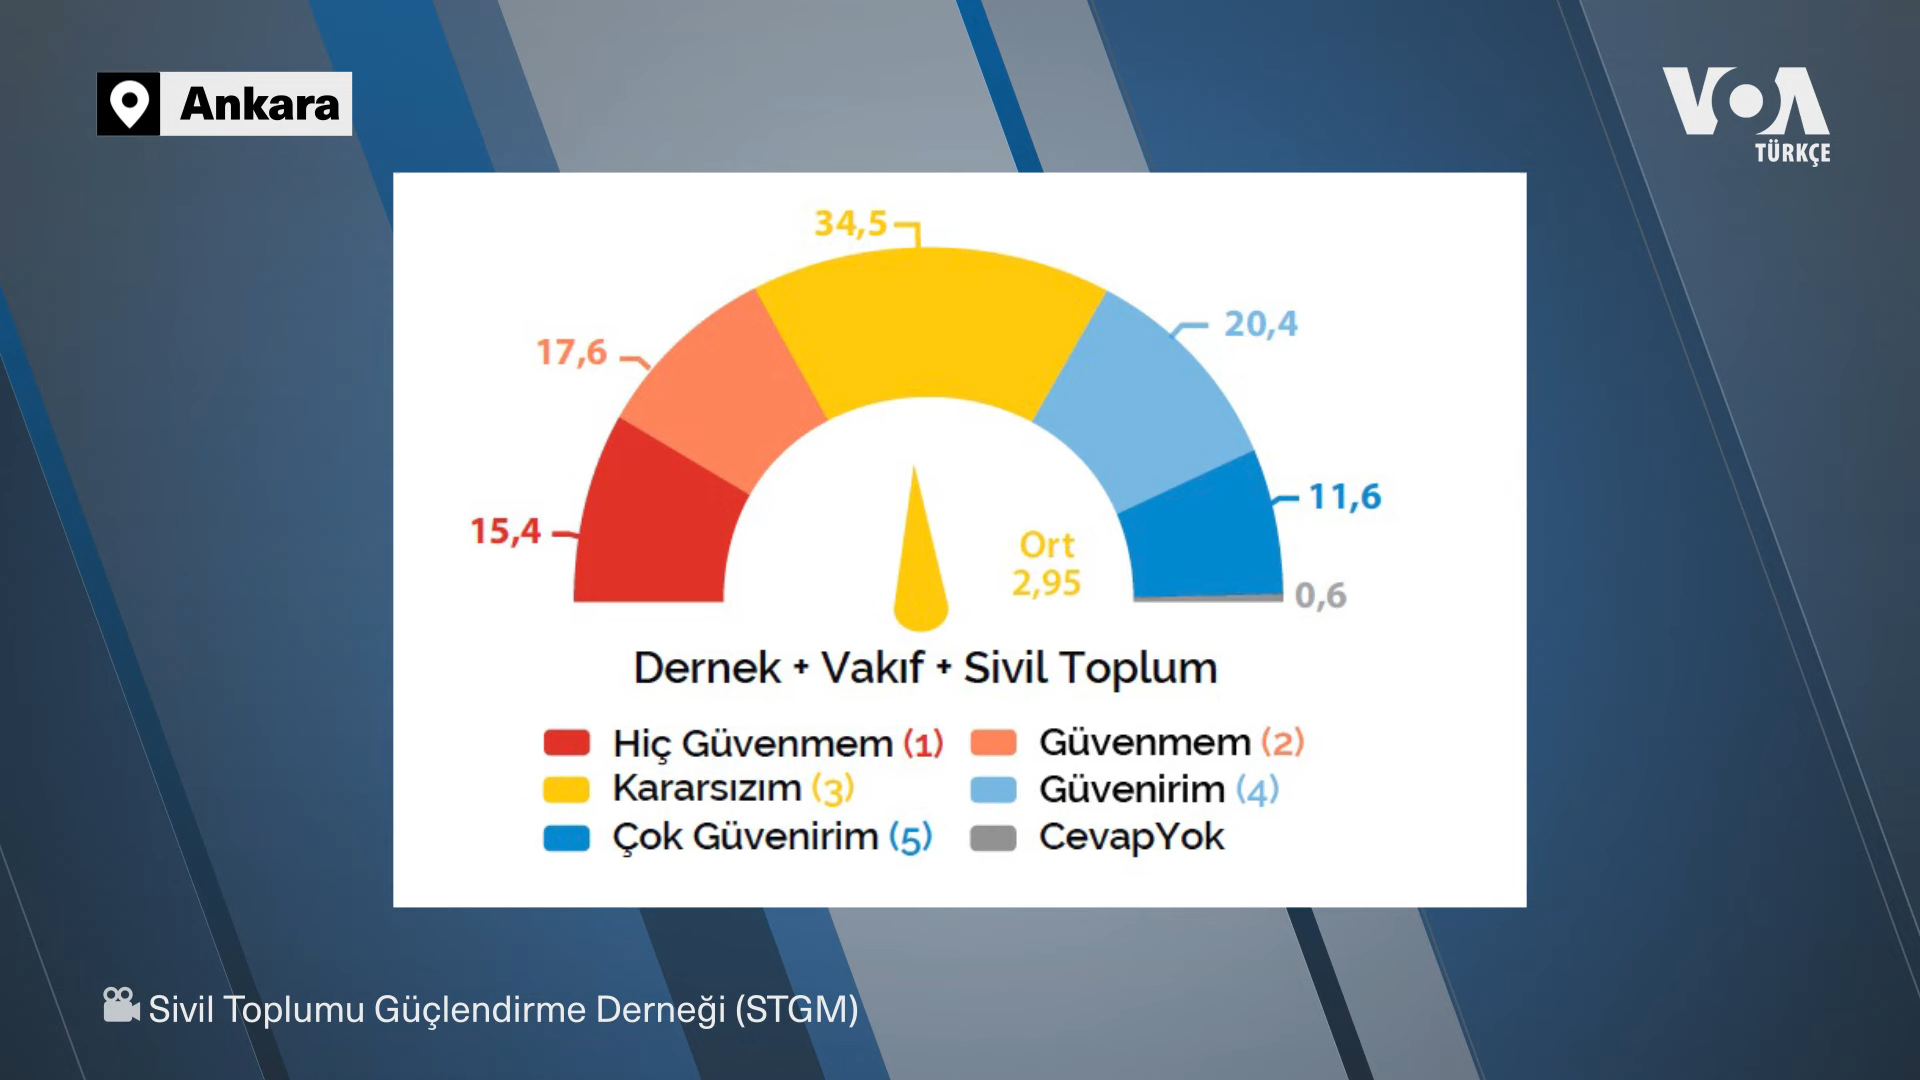 Ankara
VOA
TÜRKÇE
34,5
20,4
17,6
11,6
15,4
Ort
2,95
0,6
Dernek + Vakıf + Sivil Toplum
Hiç Güvenmem (1) Güvenmem (2)
Kararsızım (3) Güvenirim (4)
Çok Güvenirim (5) CevapYok
Sivil Toplumu Güçlendirme Derneği (STGM)